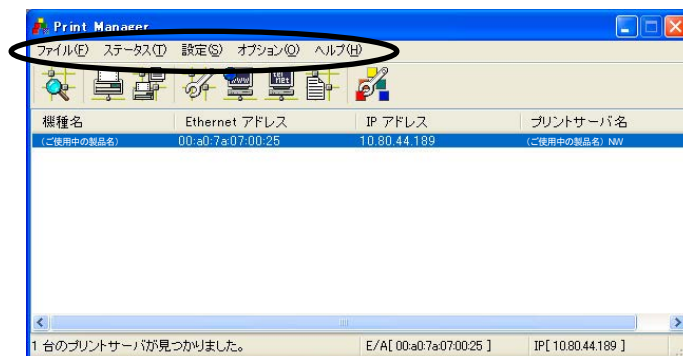 Print Manager
ファイル(F) ステータス(T) 設定(S) オプション(O) ヘルプ(H)
www tel net
機種名 Ethernet アドレス IP アドレス プリントサーバ名
(ご使用中の製品名) 00:a0:7a:07:00:25 10.80.44.189 (ご使用中の製品名) NW
1 台のプリントサーバが見つかりました。 E/A[ 00:a0:7a:07:00:25 ] IP[ 10.80.44.189 ]